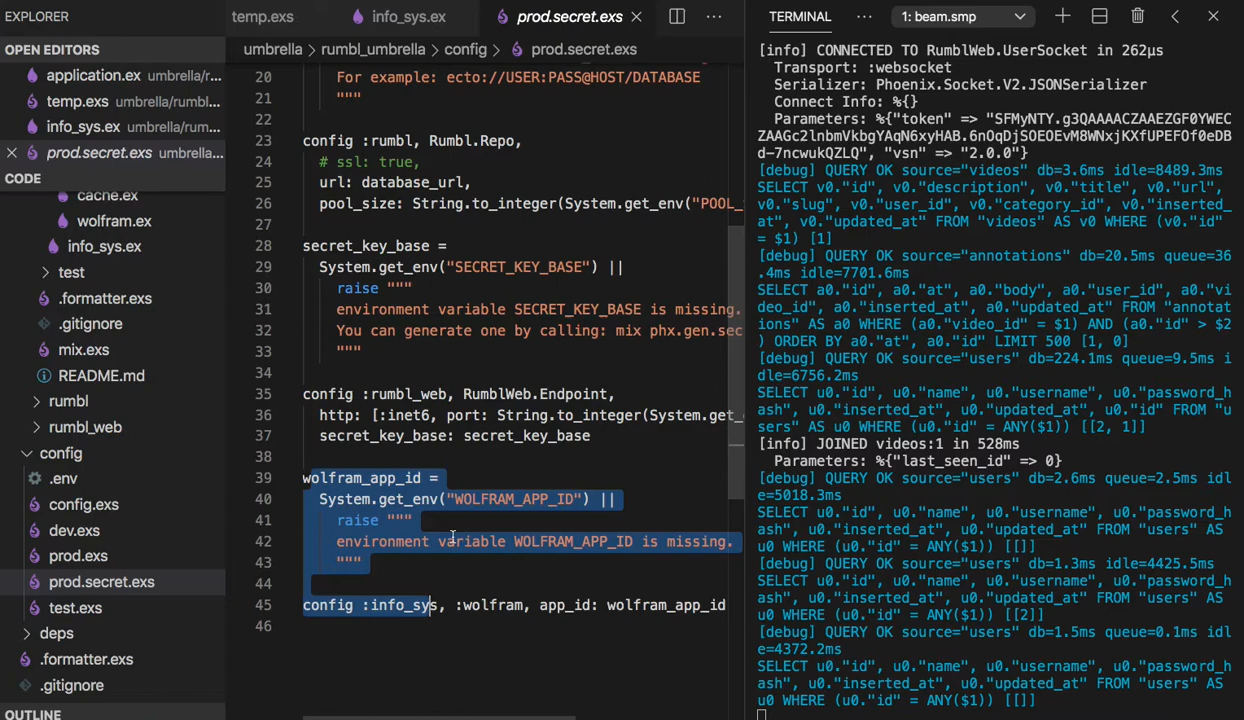 EXPLORER
OPEN EDITORS
application.ex umbrella/r...
temp.exs umbrella/rumbl...
info_sys.ex umbrella/rum...
prod.secret.exs umbrella...
CODE
cache.ex
wolfram.ex
info_sys.ex
test
.formatter.exs
.gitignore
mix.exs
README.md
rumbl
rumbl_web
config
.env
config.exs
dev.exs
prod.exs
prod.secret.exs
test.exs
deps
.formatter.exs
.gitignore
OUTLINE
temp.exs info_sys.ex prod.secret.exs
umbrella > rumbl_umbrella > config > prod.secret.exs
20 For example: ecto://USER:PASS@HOST/DATABASE
21 """
22
23 config :rumbl, Rumbl.Repo,
24 # ssl: true,
25 url: database_url,
26 pool_size: String.to_integer(System.get_env("POOL_
27
28 secret_key_base =
29 System.get_env("SECRET_KEY_BASE") ||
30 raise """
31 environment variable SECRET_KEY_BASE is missing.
32 You can generate one by calling: mix phx.gen.sec
33 """
34
35 config :rumbl_web, RumblWeb.Endpoint,
36 http: [:inet6, port: String.to_integer(System.get_
37 secret_key_base: secret_key_base
38
39 wolfram_app_id =
40 System.get_env("WOLFRAM_APP_ID") ||
41 raise """
42 environment variable WOLFRAM_APP_ID is missing.
43 """
44
45 config :info_sys, :wolfram, app_id: wolfram_app_id
46
TERMINAL ... 1: beam.smp
[info] CONNECTED TO RumblWeb.UserSocket in 262µs
Transport: :websocket
Serializer: Phoenix.Socket.V2.JSONSerializer
Connect Info: %{}
Parameters: %{"token" => "SFMyNTY.g3QAAAACZAAEZGF0YWEC
ZAAGc2lnbmVkbgYAqN6xyHAB.6nOqDjSOEOEvM8WNxjKXfUPEFOf0eDB
d-7ncwukQZLQ", "vsn" => "2.0.0"}
[debug] QUERY OK source="videos" db=3.6ms idle=8489.3ms
SELECT v0."id", v0."description", v0."title", v0."url",
v0."slug", v0."user_id", v0."category_id", v0."inserted_
at", v0."updated_at" FROM "videos" AS v0 WHERE (v0."id"
= $1) [1]
[debug] QUERY OK source="annotations" db=20.5ms queue=36
.4ms idle=7701.6ms
SELECT a0."id", a0."at", a0."body", a0."user_id", a0."vi
deo_id", a0."inserted_at", a0."updated_at" FROM "annotat
ions" AS a0 WHERE (a0."video_id" = $1) AND (a0."id" > $2
) ORDER BY a0."at", a0."id" LIMIT 500 [1, 0]
[debug] QUERY OK source="users" db=224.1ms queue=9.5ms i
dle=6756.2ms
SELECT u0."id", u0."name", u0."username", u0."password_h
ash", u0."inserted_at", u0."updated_at", u0."id" FROM "u
sers" AS u0 WHERE (u0."id" = ANY($1)) [[2, 1]]
[info] JOINED videos:1 in 528ms
Parameters: %{"last_seen_id" => 0}
[debug] QUERY OK source="users" db=2.6ms queue=2.5ms idl
e=5018.3ms
SELECT u0."id", u0."name", u0."username", u0."password_h
ash", u0."inserted_at", u0."updated_at" FROM "users" AS
u0 WHERE (u0."id" = ANY($1)) [[]]
[debug] QUERY OK source="users" db=1.3ms idle=4425.5ms
SELECT u0."id", u0."name", u0."username", u0."password_h
ash", u0."inserted_at", u0."updated_at" FROM "users" AS
u0 WHERE (u0."id" = ANY($1)) [[2]]
[debug] QUERY OK source="users" db=1.5ms queue=0.1ms idl
e=4372.2ms
SELECT u0."id", u0."name", u0."username", u0."password_h
ash", u0."inserted_at", u0."updated_at" FROM "users" AS
u0 WHERE (u0."id" = ANY($1)) [[]]